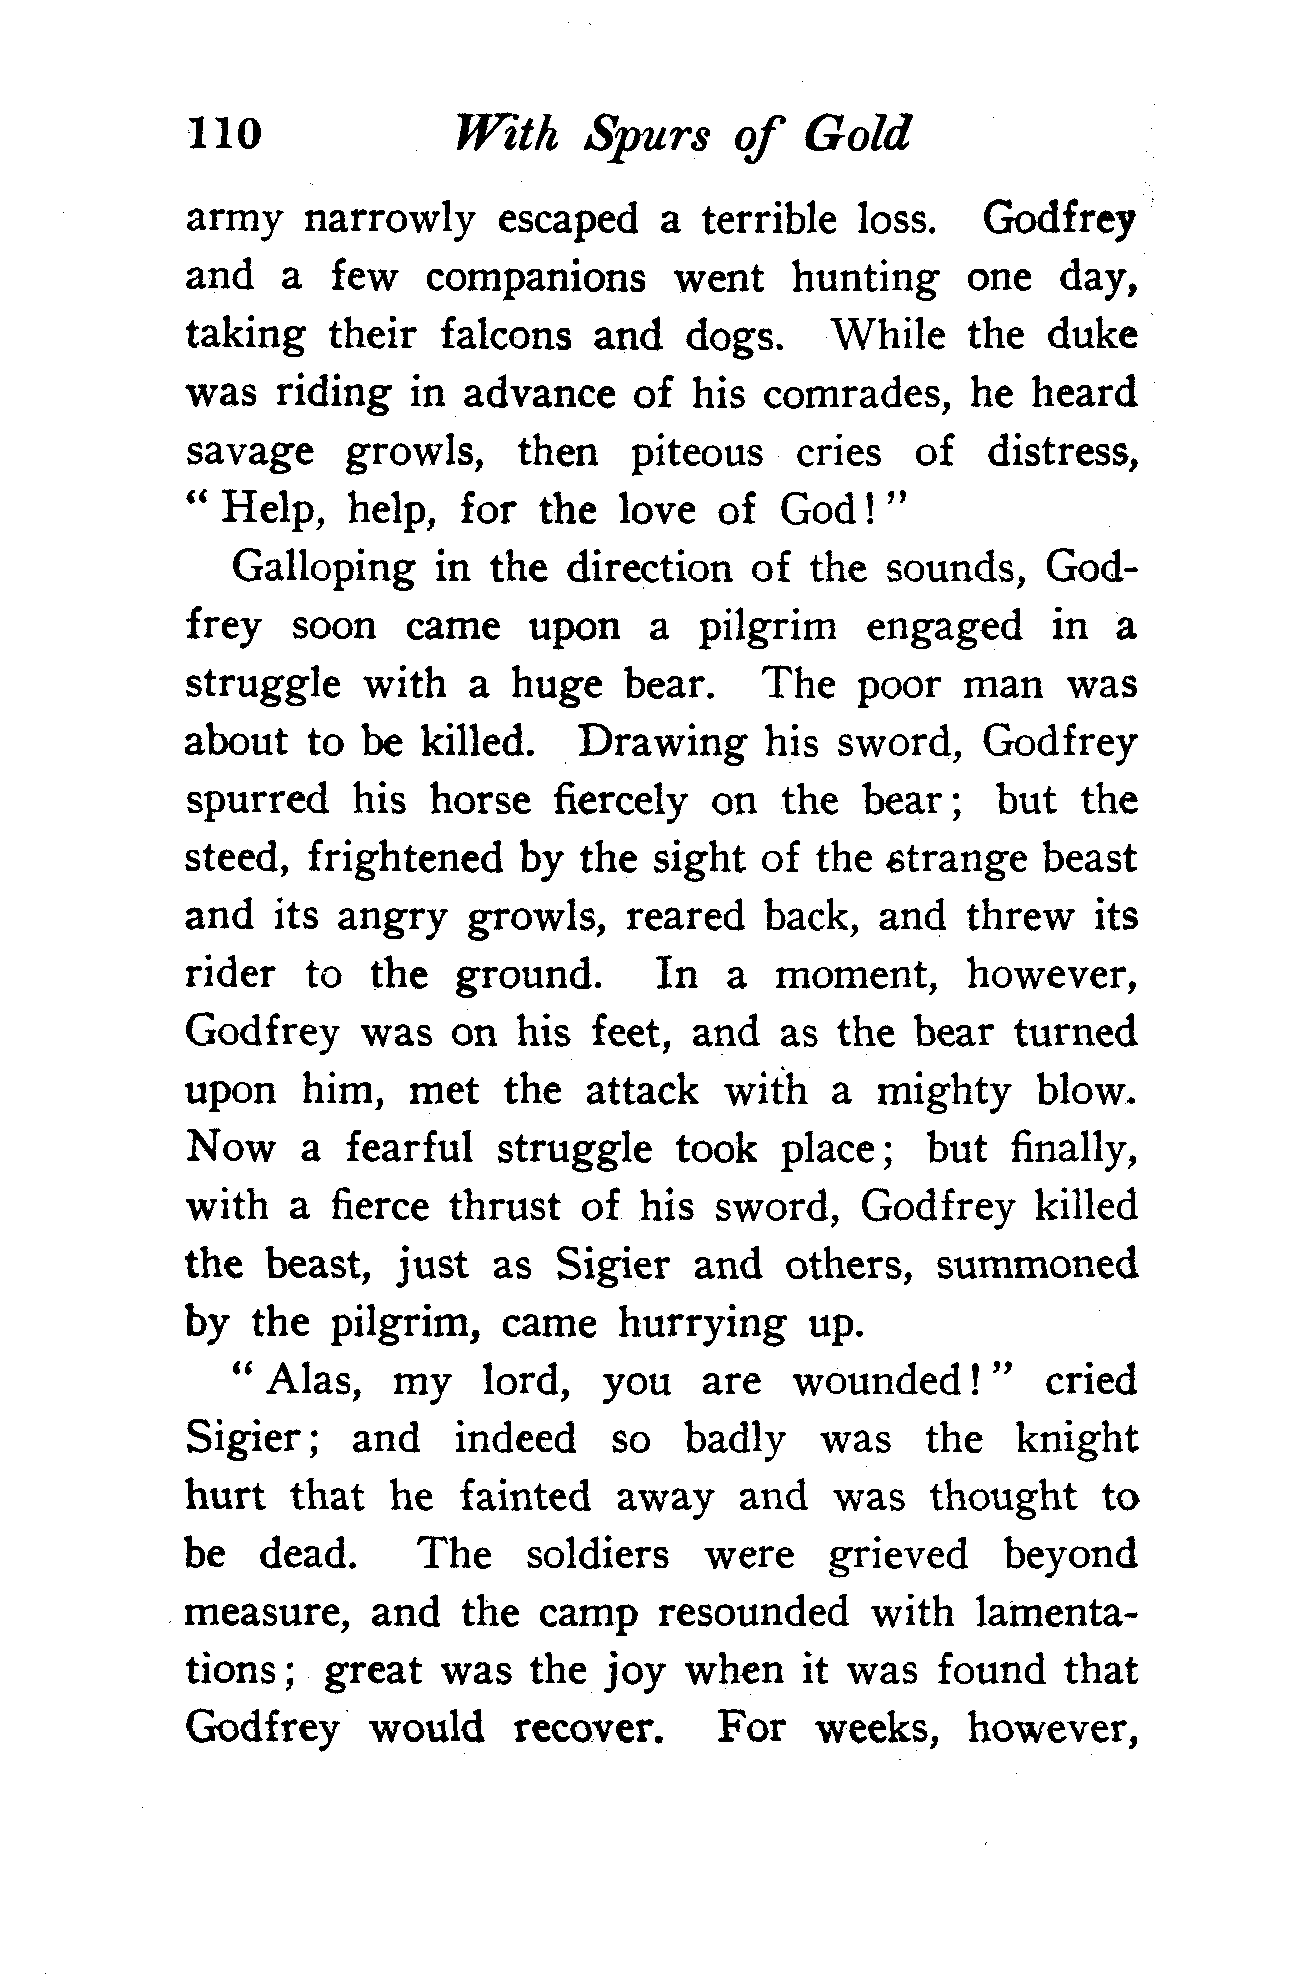 110 With Spurs of Gold
army narrowly escaped a terrible loss. Godfrey
and a few companions went hunting one day,
taking their falcons and dogs. While the duke
was riding in advance of his comrades, he heard
savage growls, then piteous cries of distress,
“ Help, help, for the love of God! ”
Galloping in the direction of the sounds, God-
frey soon came upon a pilgrim engaged in a
struggle with a huge bear. The poor man was
about to be killed. Drawing his sword, Godfrey
spurred his horse fiercely on the bear; but the
steed, frightened by the sight of the strange beast
and its angry growls, reared back, and threw its
rider to the ground. In a moment, however,
Godfrey was on his feet, and as the bear turned
upon him, met the attack with a mighty blow.
Now a fearful struggle took place; but finally,
with a fierce thrust of his sword, Godfrey killed
the beast, just as Sigier and others, summoned
by the pilgrim, came hurrying up.
“ Alas, my lord, you are wounded! ” cried
Sigier; and indeed so badly was the knight
hurt that he fainted away and was thought to
be dead. The soldiers were grieved beyond
measure, and the camp resounded with lamenta-
tions; great was the joy when it was found that
Godfrey would recover. For weeks, however,